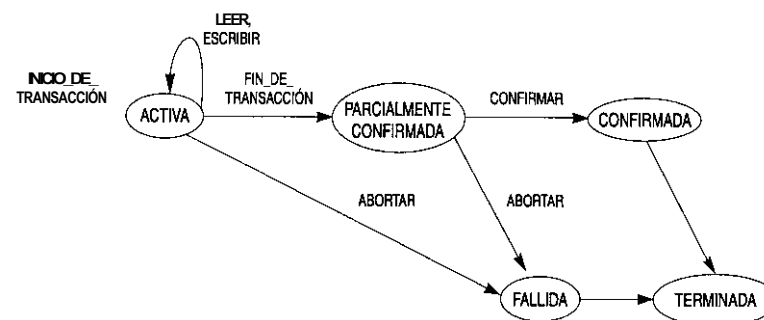 LEER,
ESCRIBIR
INICIO_DE_
TRANSACCIÓN
FIN_DE_
TRANSACCIÓN
ACTIVA
PARCIALMENTE
CONFIRMADA
CONFIRMAR
CONFIRMADA
ABORTAR
ABORTAR
FALLIDA
TERMINADA